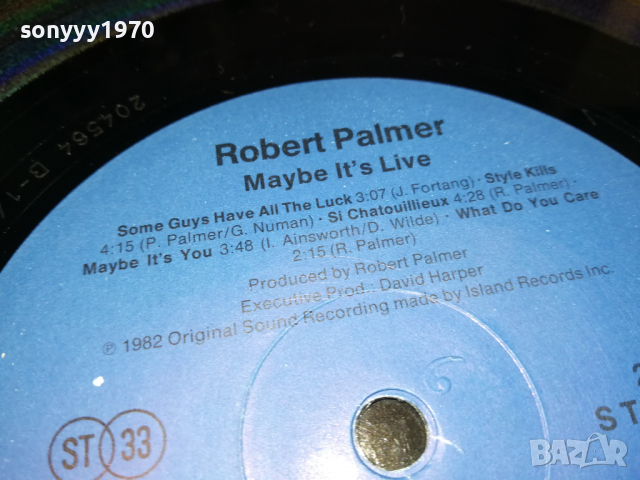 sonyyy1970
204564 B-1/
Robert Palmer
Maybe It's Live
Some Guys Have All The Luck 3:07 (J. Fortang) · Style Kills
4:15 (P. Palmer/G. Numan) · Si Chatouillieux 4:28 (R. Palmer) ·
Maybe It's You 3:48 (I. Ainsworth/D. Wilde) · What Do You Care
2:15 (R. Palmer)
Produced by Robert Palmer
Executive Prod.: David Harper
℗ 1982 Original Sound Recording made by Island Records Inc.
ST 33
ST
BAZAR